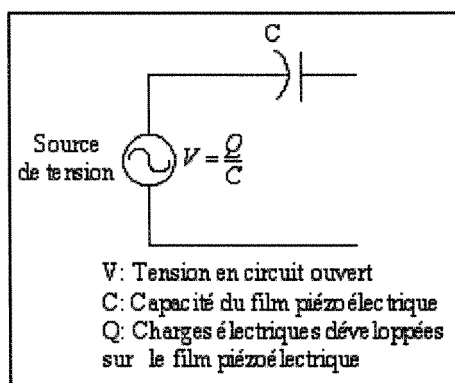 C
Source
de tension
V = Q/C
V: Tension en circuit ouvert
C: Capacité du film piézoélectrique
Q: Charges électriques développées
sur le film piézoélectrique